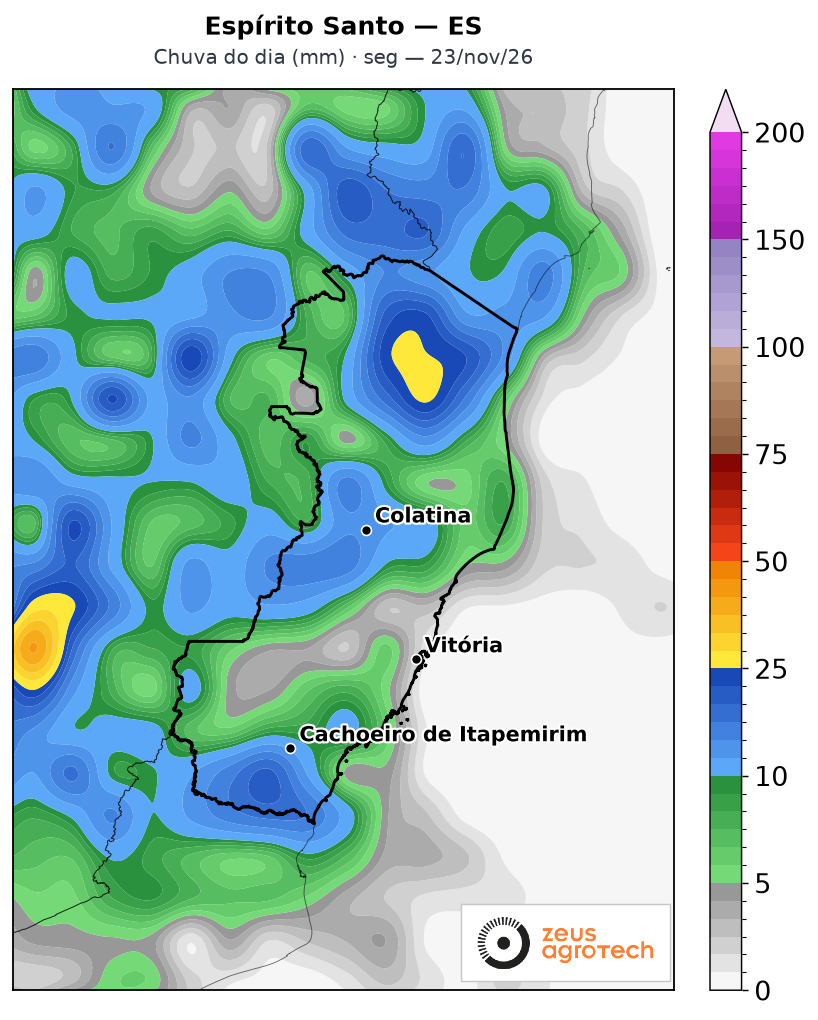 Espírito Santo — ES
Chuva do dia (mm) · seg — 23/nov/26
200
150
100
75
50
25
10
5
0
Colatina
Vitória
Cachoeiro de Itapemirim
zeus
agrotech